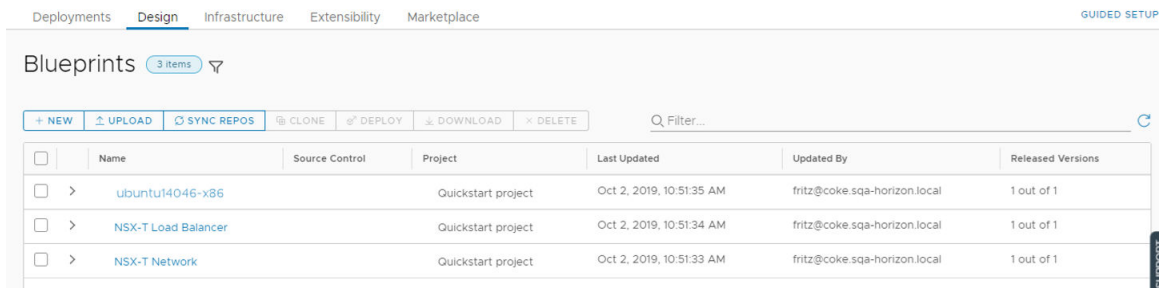 Deployments Design Infrastructure Extensibility Marketplace GUIDED SETUP
Blueprints 3 items
+ NEW UPLOAD SYNC REPOS CLONE DEPLOY DOWNLOAD × DELETE Filter...
Name Source Control Project Last Updated Updated By Released Versions
ubuntu14046-x86 Quickstart project Oct 2, 2019, 10:51:35 AM fritz@coke.sqa-horizon.local 1 out of 1
NSX-T Load Balancer Quickstart project Oct 2, 2019, 10:51:34 AM fritz@coke.sqa-horizon.local 1 out of 1
NSX-T Network Quickstart project Oct 2, 2019, 10:51:33 AM fritz@coke.sqa-horizon.local 1 out of 1